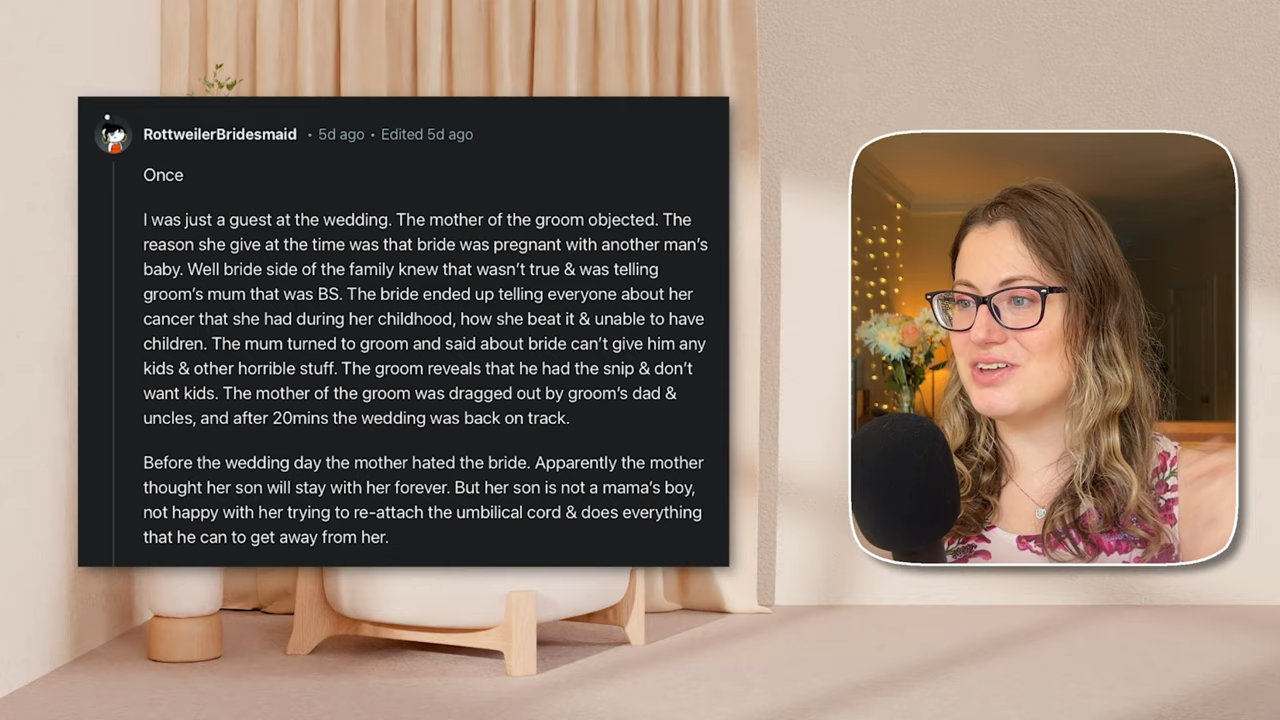 RottweilerBridesmaid • 5d ago • Edited 5d ago
Once
I was just a guest at the wedding. The mother of the groom objected. The
reason she give at the time was that bride was pregnant with another man's
baby. Well bride side of the family knew that wasn't true & was telling
groom's mum that was BS. The bride ended up telling everyone about her
cancer that she had during her childhood, how she beat it & unable to have
children. The mum turned to groom and said about bride can't give him any
kids & other horrible stuff. The groom reveals that he had the snip & don't
want kids. The mother of the groom was dragged out by groom's dad &
uncles, and after 20mins the wedding was back on track.
Before the wedding day the mother hated the bride. Apparently the mother
thought her son will stay with her forever. But her son is not a mama's boy,
not happy with her trying to re-attach the umbilical cord & does everything
that he can to get away from her.